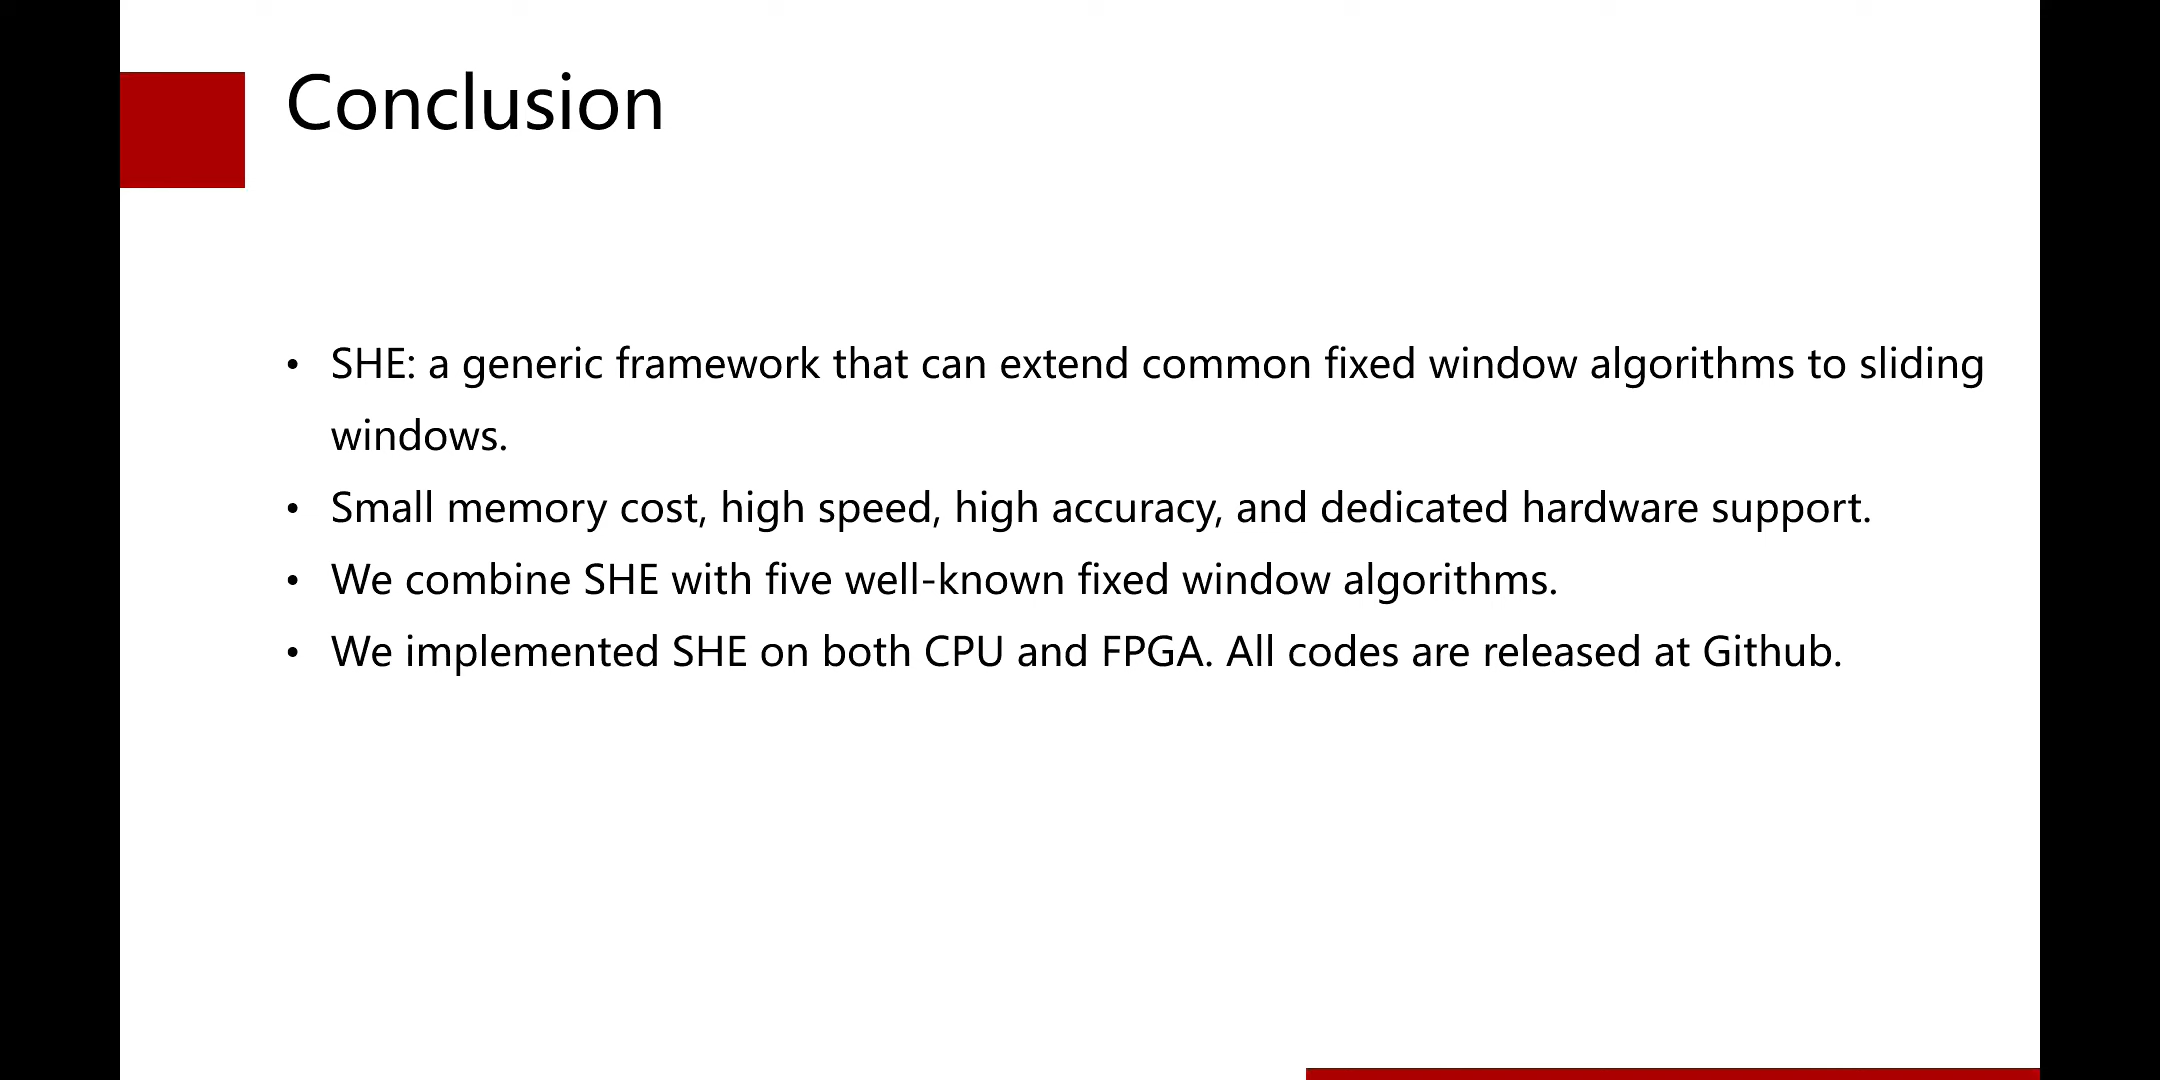 Conclusion
• SHE: a generic framework that can extend common fixed window algorithms to sliding
windows.
• Small memory cost, high speed, high accuracy, and dedicated hardware support.
• We combine SHE with five well-known fixed window algorithms.
• We implemented SHE on both CPU and FPGA. All codes are released at Github.